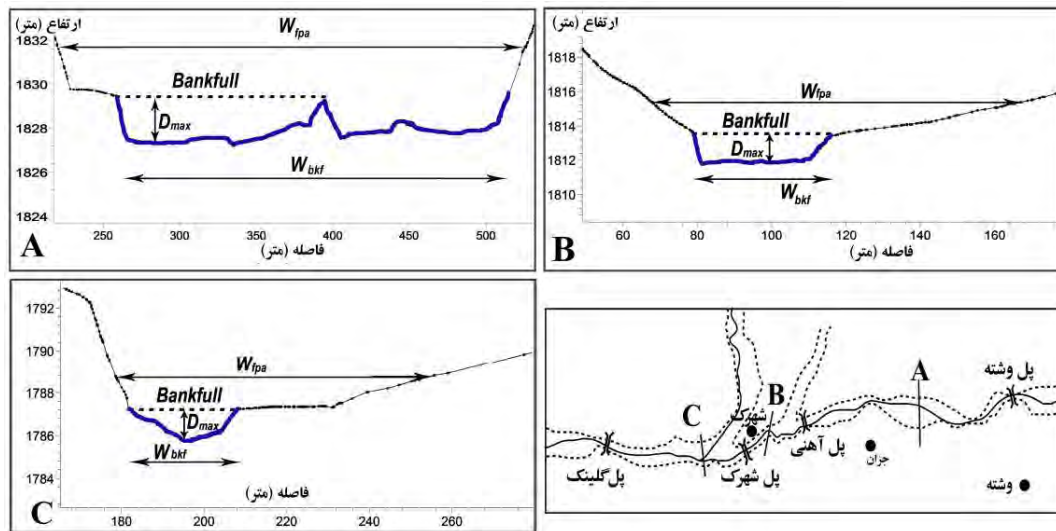 ارتفاع (متر)
1832
1830
1828
1826
1824
W_fpa
Bankfull
D_max
W_bkf
A
250
300
350
400
450
500
فاصله (متر)
ارتفاع (متر)
1818
1816
1814
1812
1810
W_fpa
Bankfull
D_max
W_bkf
B
60
80
100
120
140
160
فاصله (متر)
1792
1790
1788
1786
1784
W_fpa
Bankfull
D_max
W_bkf
فاصله (متر)
C
180
200
220
240
260
A
پل وشته
B
C
شهرک
پل آهنی
جزان
پل گلینک
پل شهرک
وشته